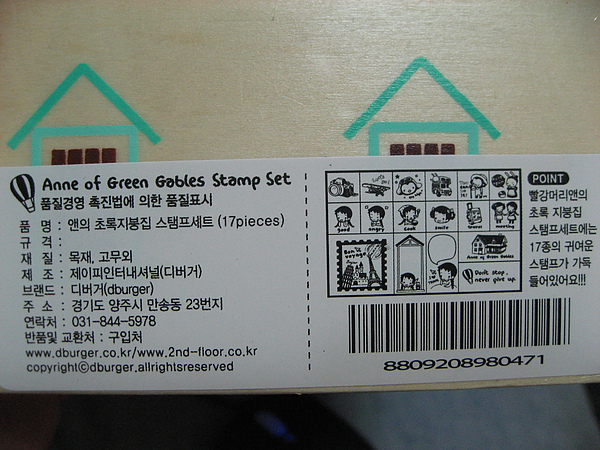 Anne of Green Gables Stamp Set
품질경영 촉진법에 의한 품질표시
품 명 : 앤의 초록지붕집 스탬프세트 (17pieces)
규 격 :
재 질 : 목재, 고무외
제 조 : 제이피인터내셔널(디버거)
브랜드 : 디버거(dburger)
주 소 : 경기도 양주시 만송동 23번지
연락처 : 031-844-5978
반품및 교환처 : 구입처
www.dburger.co.kr/www.2nd-floor.co.kr
copyrightⓒdburger.allrightsreserved
good angry Cook Smile travel meeting
Bon voyage
Anne of Green Gables
Don't stop,
never give up.
8809208980471
POINT
빨강머리앤의
초록 지붕집
스탬프세트에는
17종의 귀여운
스탬프가 가득
들어있어요!!!